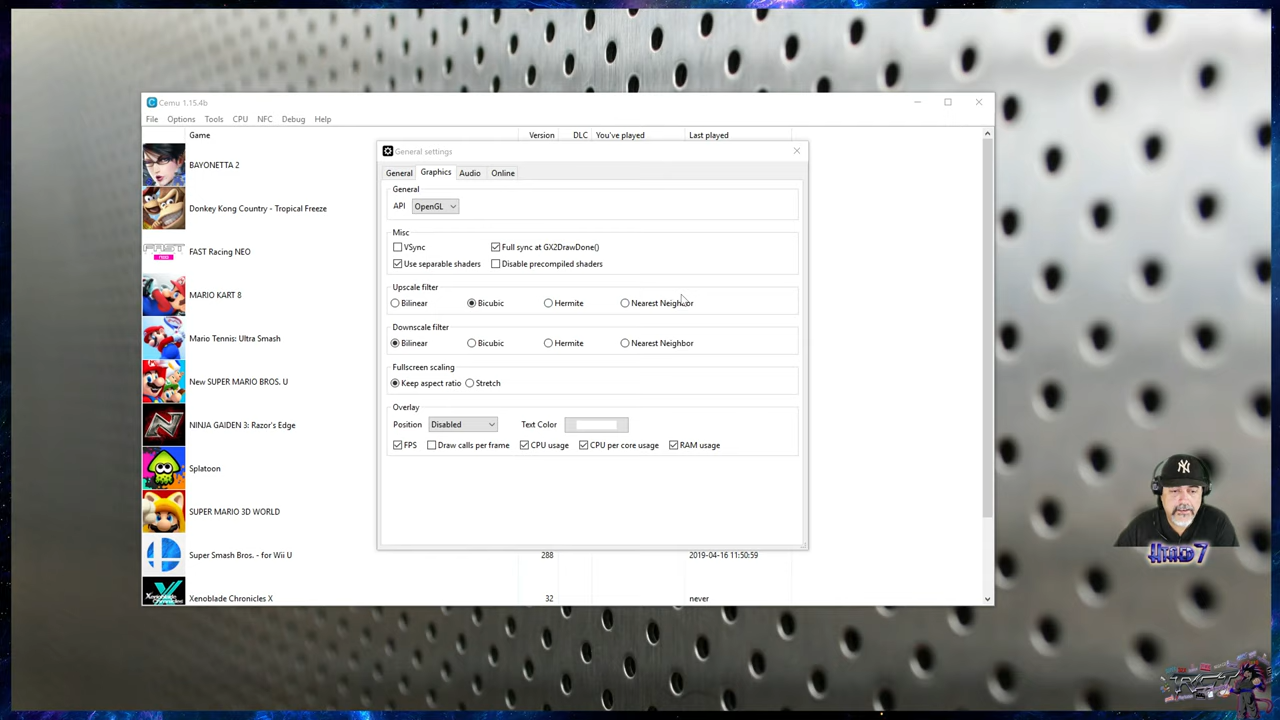 Cemu 1.15.4b
File Options Tools CPU NFC Debug Help
Game Version DLC You've played Last played
BAYONETTA 2
Donkey Kong Country - Tropical Freeze
FAST Racing NEO
MARIO KART 8
Mario Tennis: Ultra Smash
New SUPER MARIO BROS. U
NINJA GAIDEN 3: Razor's Edge
Splatoon
SUPER MARIO 3D WORLD
Super Smash Bros. - for Wii U 288 2019-04-16 11:50:59
Xenoblade Chronicles X 32 never
General settings
General Graphics Audio Online
General
API OpenGL
Misc
VSync Full sync at GX2DrawDone()
Use separable shaders Disable precompiled shaders
Upscale filter
Bilinear Bicubic Hermite Nearest Neighbor
Downscale filter
Bilinear Bicubic Hermite Nearest Neighbor
Fullscreen scaling
Keep aspect ratio Stretch
Overlay
Position Disabled Text Color
FPS Draw calls per frame CPU usage CPU per core usage RAM usage